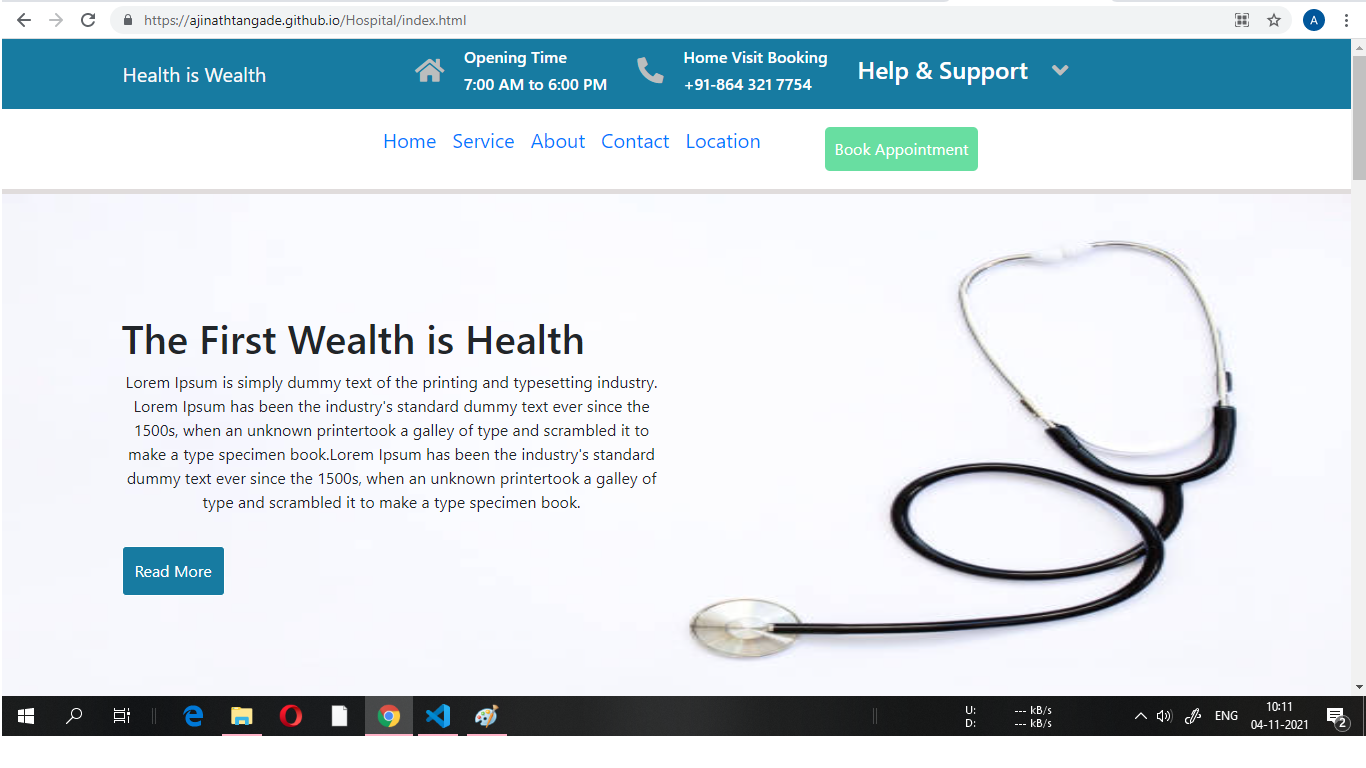 https://ajinathtangade.github.io/Hospital/index.html
A
Health is Wealth
Opening Time
7:00 AM to 6:00 PM
Home Visit Booking
+91-864 321 7754
Help & Support
Home Service About Contact Location
Book Appointment
The First Wealth is Health
Lorem Ipsum is simply dummy text of the printing and typesetting industry.
Lorem Ipsum has been the industry's standard dummy text ever since the
1500s, when an unknown printertook a galley of type and scrambled it to
make a type specimen book.Lorem Ipsum has been the industry's standard
dummy text ever since the 1500s, when an unknown printertook a galley of
type and scrambled it to make a type specimen book.
Read More
U: --- kB/s
D: --- kB/s
ENG
10:11
04-11-2021
2